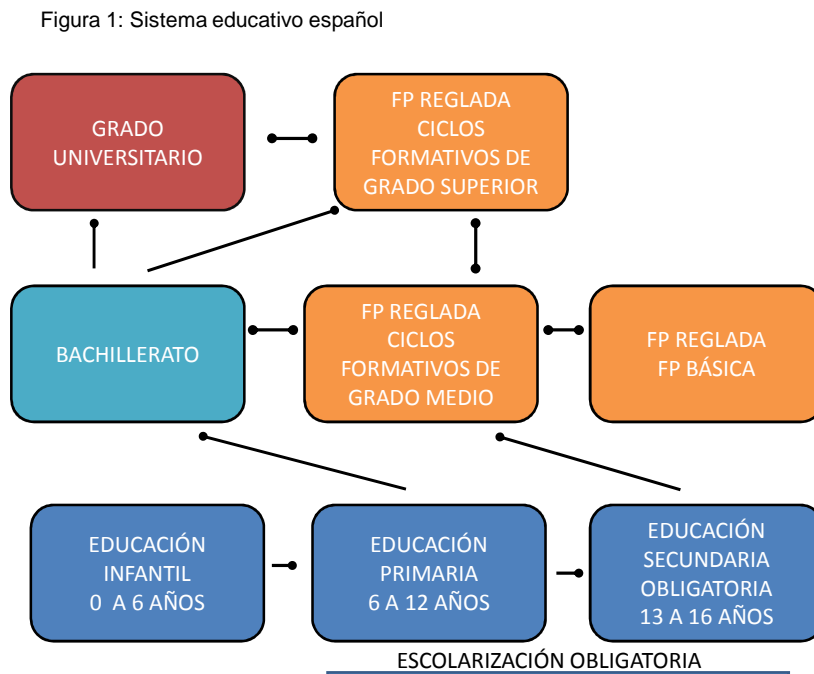 Figura 1: Sistema educativo español
GRADO
UNIVERSITARIO
FP REGLADA
CICLOS
FORMATIVOS DE
GRADO SUPERIOR
BACHILLERATO
FP REGLADA
CICLOS
FORMATIVOS DE
GRADO MEDIO
FP REGLADA
FP BÁSICA
EDUCACIÓN
INFANTIL
0 A 6 AÑOS
EDUCACIÓN
PRIMARIA
6 A 12 AÑOS
EDUCACIÓN
SECUNDARIA
OBLIGATORIA
13 A 16 AÑOS
ESCOLARIZACIÓN OBLIGATORIA